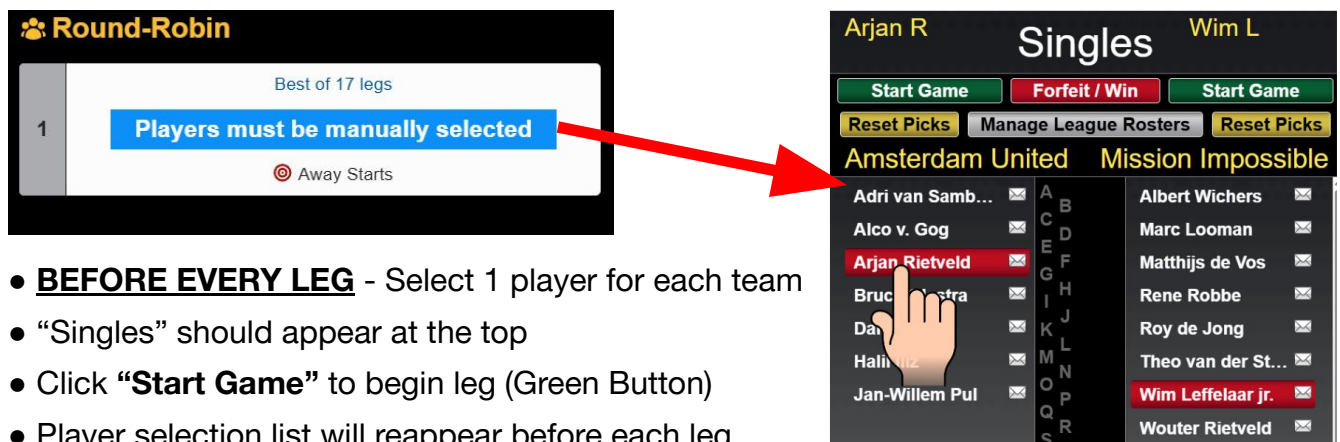 Round-Robin
Best of 17 legs
1
Players must be manually selected
Away Starts
● BEFORE EVERY LEG - Select 1 player for each team
● “Singles” should appear at the top
● Click “Start Game” to begin leg (Green Button)
● Player selection list will reappear before each leg
Arjan R
Singles
Wim L
Start Game
Forfeit / Win
Start Game
Reset Picks
Manage League Rosters
Reset Picks
Amsterdam United
Mission Impossible
Adri van Samb...
Alco v. Gog
Arjan Rietveld
Jan-Willem Pul
A
B
C
D
E
F
G
H
I
J
K
L
M
N
O
P
Q
R
S
Albert Wichers
Marc Looman
Matthijs de Vos
Rene Robbe
Roy de Jong
Theo van der St...
Wim Leffelaar jr.
Wouter Rietveld